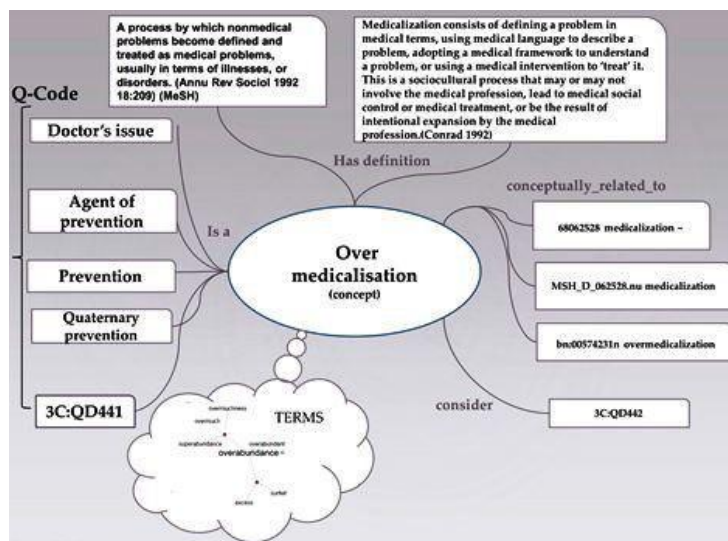 A process by which nonmedical
problems become defined and
treated as medical problems,
usually in terms of illnesses, or
disorders. (Annu Rev Sociol 1992
18:209) (MeSH)
Medicalization consists of defining a problem in
medical terms, using medical language to describe a
problem, adopting a medical framework to understand
a problem, or using a medical intervention to 'treat' it.
This is a sociocultural process that may or may not
involve the medical profession, lead to medical social
control or medical treatment, or be the result of
intentional expansion by the medical
profession.(Conrad 1992)
Q-Code
Doctor's issue
Agent of
prevention
Prevention
Quaternary
prevention
3C:QD441
Is a
Has definition
Over
medicalisation
(concept)
conceptually_related_to
68062528 medicalization –
MSH_D_062528.nu medicalization
bn:00574231n overmedicalization
consider
3C:QD442
TERMS
overmuchness
overmuch
superabundance
overabundant
overabundance
surfeit
excess